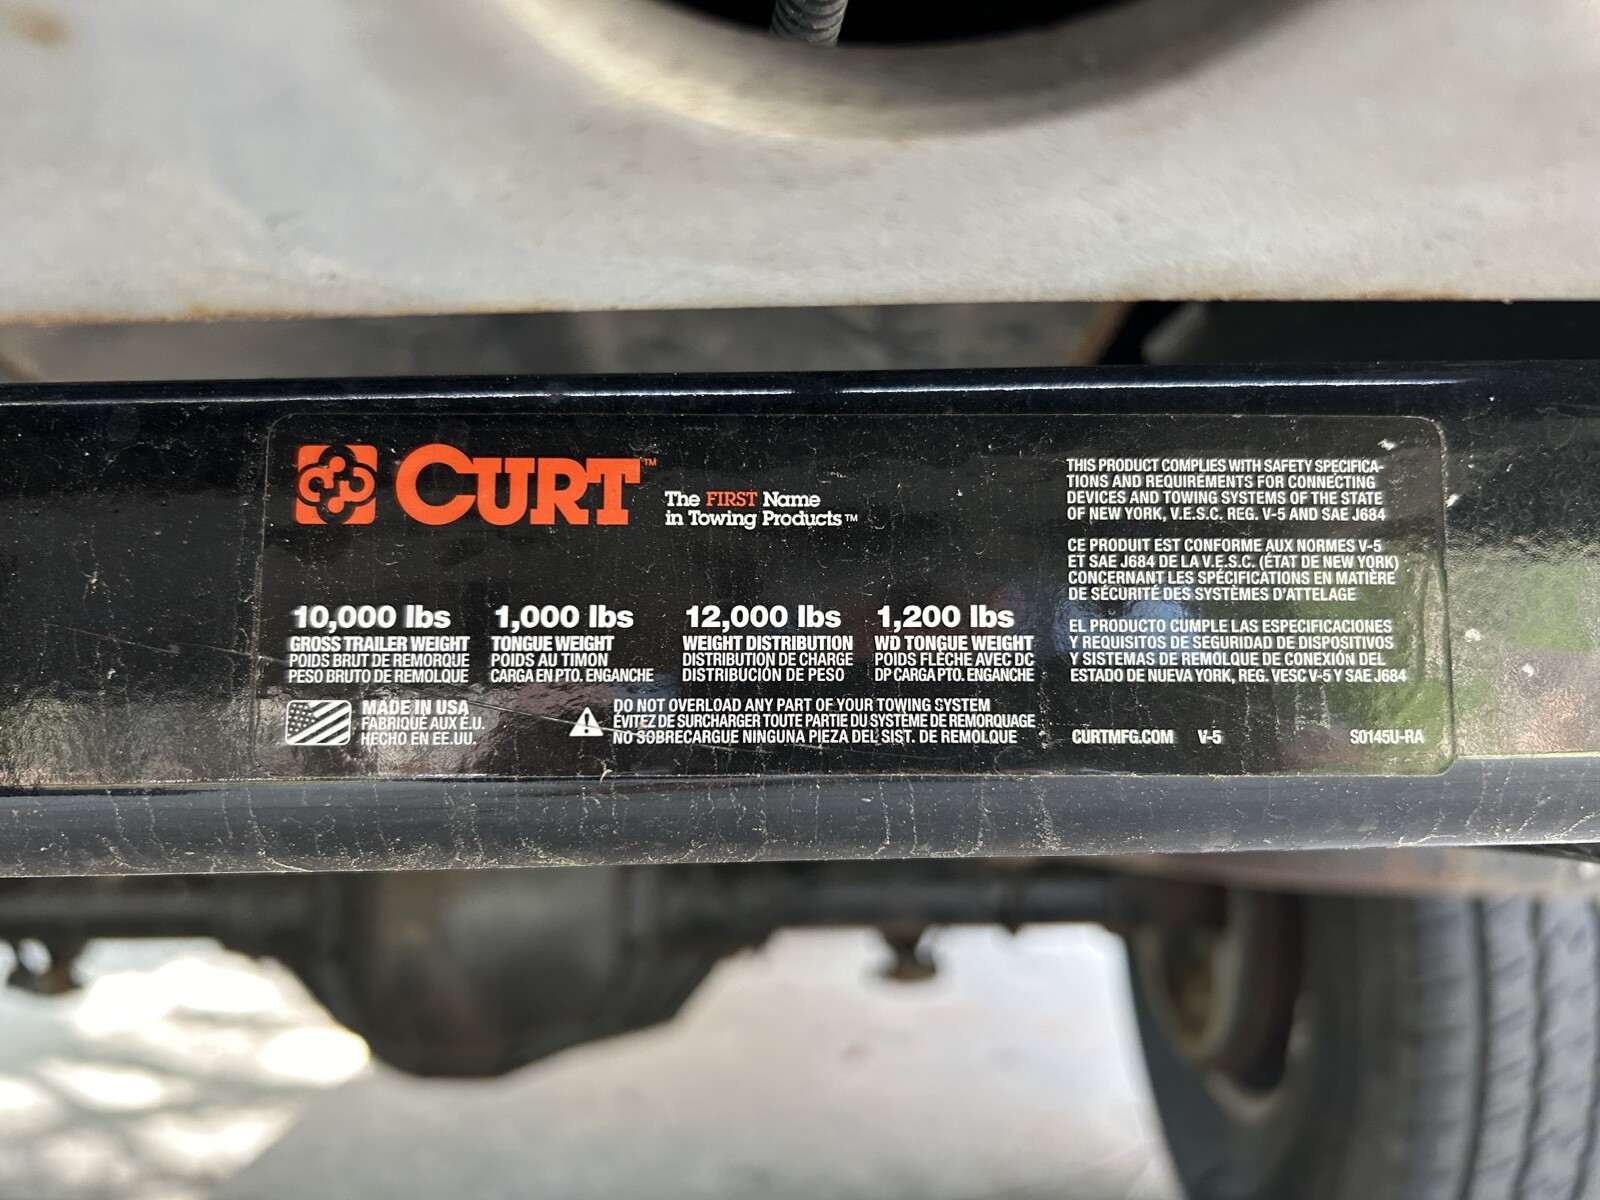 CURT™
The FIRST Name
in Towing Products™
10,000 lbs
GROSS TRAILER WEIGHT
POIDS BRUT DE REMORQUE
PESO BRUTO DE REMOLQUE
1,000 lbs
TONGUE WEIGHT
POIDS AU TIMON
CARGA EN PTO. ENGANCHE
12,000 lbs
WEIGHT DISTRIBUTION
DISTRIBUTION DE CHARGE
DISTRIBUCIÓN DE PESO
1,200 lbs
WD TONGUE WEIGHT
POIDS FLÈCHE AVEC DC
DP CARGA PTO. ENGANCHE
MADE IN USA
FABRIQUÉ AUX É.U.
HECHO EN EE.UU.
DO NOT OVERLOAD ANY PART OF YOUR TOWING SYSTEM
ÉVITEZ DE SURCHARGER TOUTE PARTIE DU SYSTÈME DE REMORQUAGE
NO SOBRECARGUE NINGUNA PIEZA DEL SIST. DE REMOLQUE
THIS PRODUCT COMPLIES WITH SAFETY SPECIFICA-
TIONS AND REQUIREMENTS FOR CONNECTING
DEVICES AND TOWING SYSTEMS OF THE STATE
OF NEW YORK, V.E.S.C. REG. V-5 AND SAE J684
CE PRODUIT EST CONFORME AUX NORMES V-5
ET SAE J684 DE LA V.E.S.C. (ÉTAT DE NEW YORK)
CONCERNANT LES SPÉCIFICATIONS EN MATIÈRE
DE SÉCURITÉ DES SYSTÈMES D'ATTELAGE
EL PRODUCTO CUMPLE LAS ESPECIFICACIONES
Y REQUISITOS DE SEGURIDAD DE DISPOSITIVOS
Y SISTEMAS DE REMOLQUE DE CONEXIÓN DEL
ESTADO DE NUEVA YORK, REG. VESC V-5 Y SAE J684
CURTMFG.COM V-5 S0145U-RA